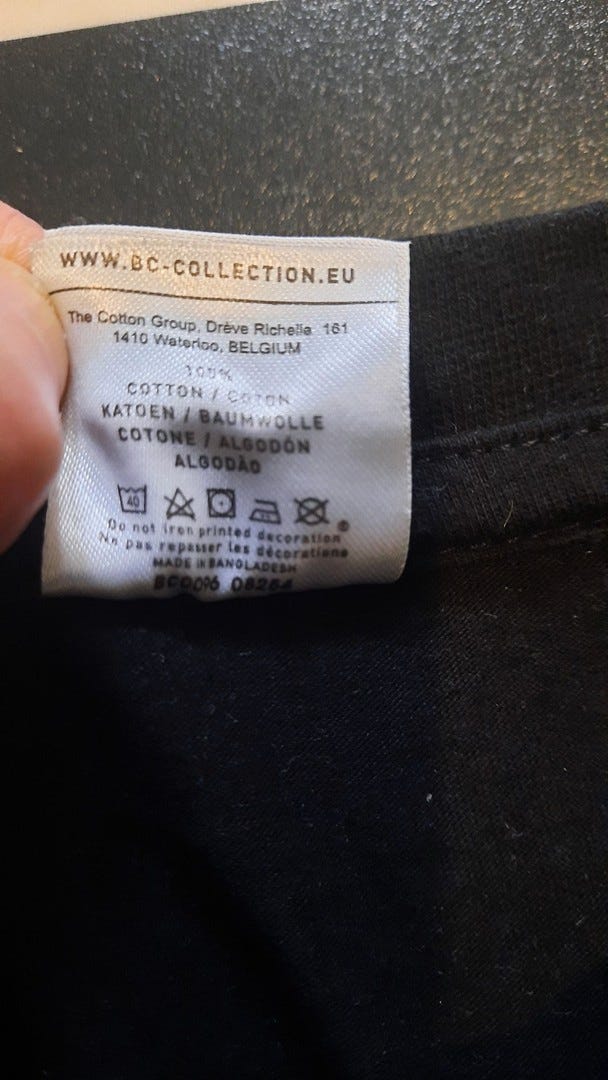 WWW.BC-COLLECTION.EU
The Cotton Group, Drève Richelle 161
1410 Waterloo, BELGIUM
100%
COTTON / COTON
KATOEN / BAUMWOLLE
COTONE / ALGODÓN
ALGODÃO
40
Do not iron printed decoration
Ne pas repasser les décorations
MADE IN BANGLADESH